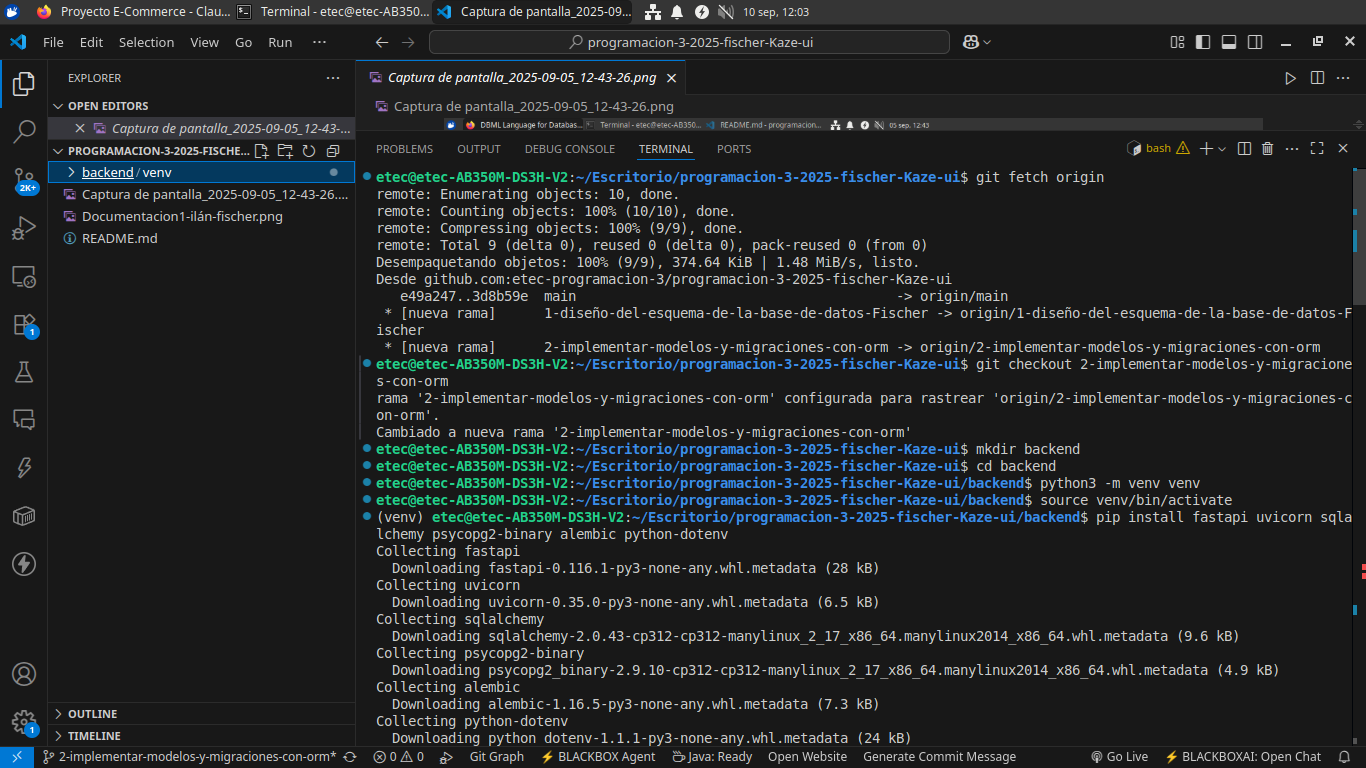 Proyecto E-Commerce - Clau...
Terminal - etec@etec-AB350...
Captura de pantalla_2025-09...
10 sep, 12:03
File Edit Selection View Go Run ···
programacion-3-2025-fischer-Kaze-ui
EXPLORER
OPEN EDITORS
Captura de pantalla_2025-09-05_12-43-...
PROGRAMACION-3-2025-FISCHE...
backend / venv
Captura de pantalla_2025-09-05_12-43-26....
Documentacion1-ilán-fischer.png
README.md
2K+
1
1
OUTLINE
TIMELINE
Captura de pantalla_2025-09-05_12-43-26.png
Captura de pantalla_2025-09-05_12-43-26.png
DBML Language for Databas...
Terminal - etec@etec-AB350...
README.md - programacion...
05 sep, 12:43
PROBLEMS OUTPUT DEBUG CONSOLE TERMINAL PORTS
bash
etec@etec-AB350M-DS3H-V2:~/Escritorio/programacion-3-2025-fischer-Kaze-ui$ git fetch origin
remote: Enumerating objects: 10, done.
remote: Counting objects: 100% (10/10), done.
remote: Compressing objects: 100% (9/9), done.
remote: Total 9 (delta 0), reused 0 (delta 0), pack-reused 0 (from 0)
Desempaquetando objetos: 100% (9/9), 374.64 KiB | 1.48 MiB/s, listo.
Desde github.com:etec-programacion-3/programacion-3-2025-fischer-Kaze-ui
e49a247..3d8b59e main -> origin/main
* [nueva rama] 1-diseño-del-esquema-de-la-base-de-datos-Fischer -> origin/1-diseño-del-esquema-de-la-base-de-datos-F
ischer
* [nueva rama] 2-implementar-modelos-y-migraciones-con-orm -> origin/2-implementar-modelos-y-migraciones-con-orm
etec@etec-AB350M-DS3H-V2:~/Escritorio/programacion-3-2025-fischer-Kaze-ui$ git checkout 2-implementar-modelos-y-migracione
s-con-orm
rama '2-implementar-modelos-y-migraciones-con-orm' configurada para rastrear 'origin/2-implementar-modelos-y-migraciones-c
on-orm'.
Cambiado a nueva rama '2-implementar-modelos-y-migraciones-con-orm'
etec@etec-AB350M-DS3H-V2:~/Escritorio/programacion-3-2025-fischer-Kaze-ui$ mkdir backend
etec@etec-AB350M-DS3H-V2:~/Escritorio/programacion-3-2025-fischer-Kaze-ui$ cd backend
etec@etec-AB350M-DS3H-V2:~/Escritorio/programacion-3-2025-fischer-Kaze-ui/backend$ python3 -m venv venv
etec@etec-AB350M-DS3H-V2:~/Escritorio/programacion-3-2025-fischer-Kaze-ui/backend$ source venv/bin/activate
(venv) etec@etec-AB350M-DS3H-V2:~/Escritorio/programacion-3-2025-fischer-Kaze-ui/backend$ pip install fastapi uvicorn sqla
lchemy psycopg2-binary alembic python-dotenv
Collecting fastapi
Downloading fastapi-0.116.1-py3-none-any.whl.metadata (28 kB)
Collecting uvicorn
Downloading uvicorn-0.35.0-py3-none-any.whl.metadata (6.5 kB)
Collecting sqlalchemy
Downloading sqlalchemy-2.0.43-cp312-cp312-manylinux_2_17_x86_64.manylinux2014_x86_64.whl.metadata (9.6 kB)
Collecting psycopg2-binary
Downloading psycopg2_binary-2.9.10-cp312-cp312-manylinux_2_17_x86_64.manylinux2014_x86_64.whl.metadata (4.9 kB)
Collecting alembic
Downloading alembic-1.16.5-py3-none-any.whl.metadata (7.3 kB)
Collecting python-dotenv
Downloading python dotenv-1.1.1-py3-none-any.whl.metadata (24 kB)
2-implementar-modelos-y-migraciones-con-orm* 0 0 Git Graph BLACKBOX Agent Java: Ready Open Website Generate Commit Message Go Live BLACKBOXAI: Open Chat